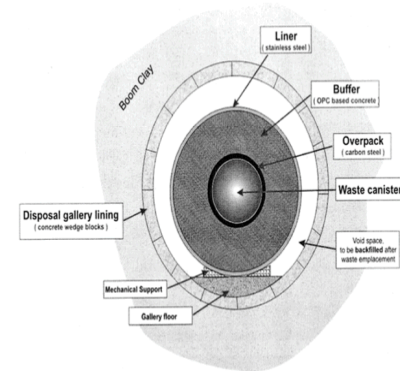 Liner
( stainless steel )
Boom Clay
Buffer
( OPC based concrete )
Overpack
( carbon steel )
Waste canister
Disposal gallery lining
( concrete wedge blocks )
Void space.
to be backfilled after
waste emplacement
Mechanical Support
Gallery floor